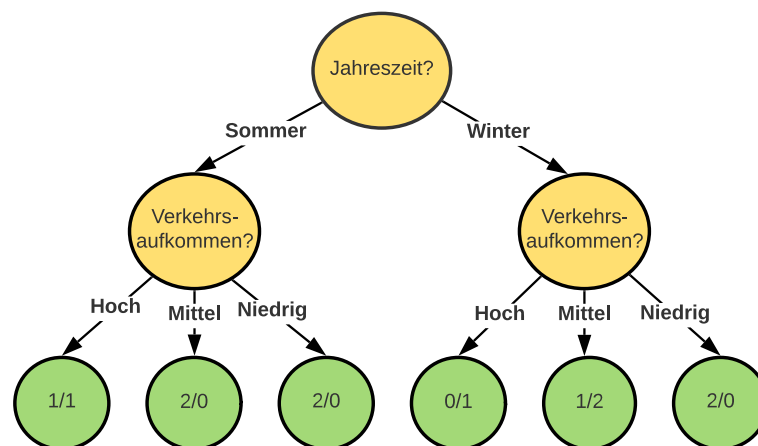 Jahreszeit?
Sommer
Winter
Verkehrs-
aufkommen?
Verkehrs-
aufkommen?
Hoch
Mittel
Niedrig
Hoch
Mittel
Niedrig
1/1
2/0
2/0
0/1
1/2
2/0